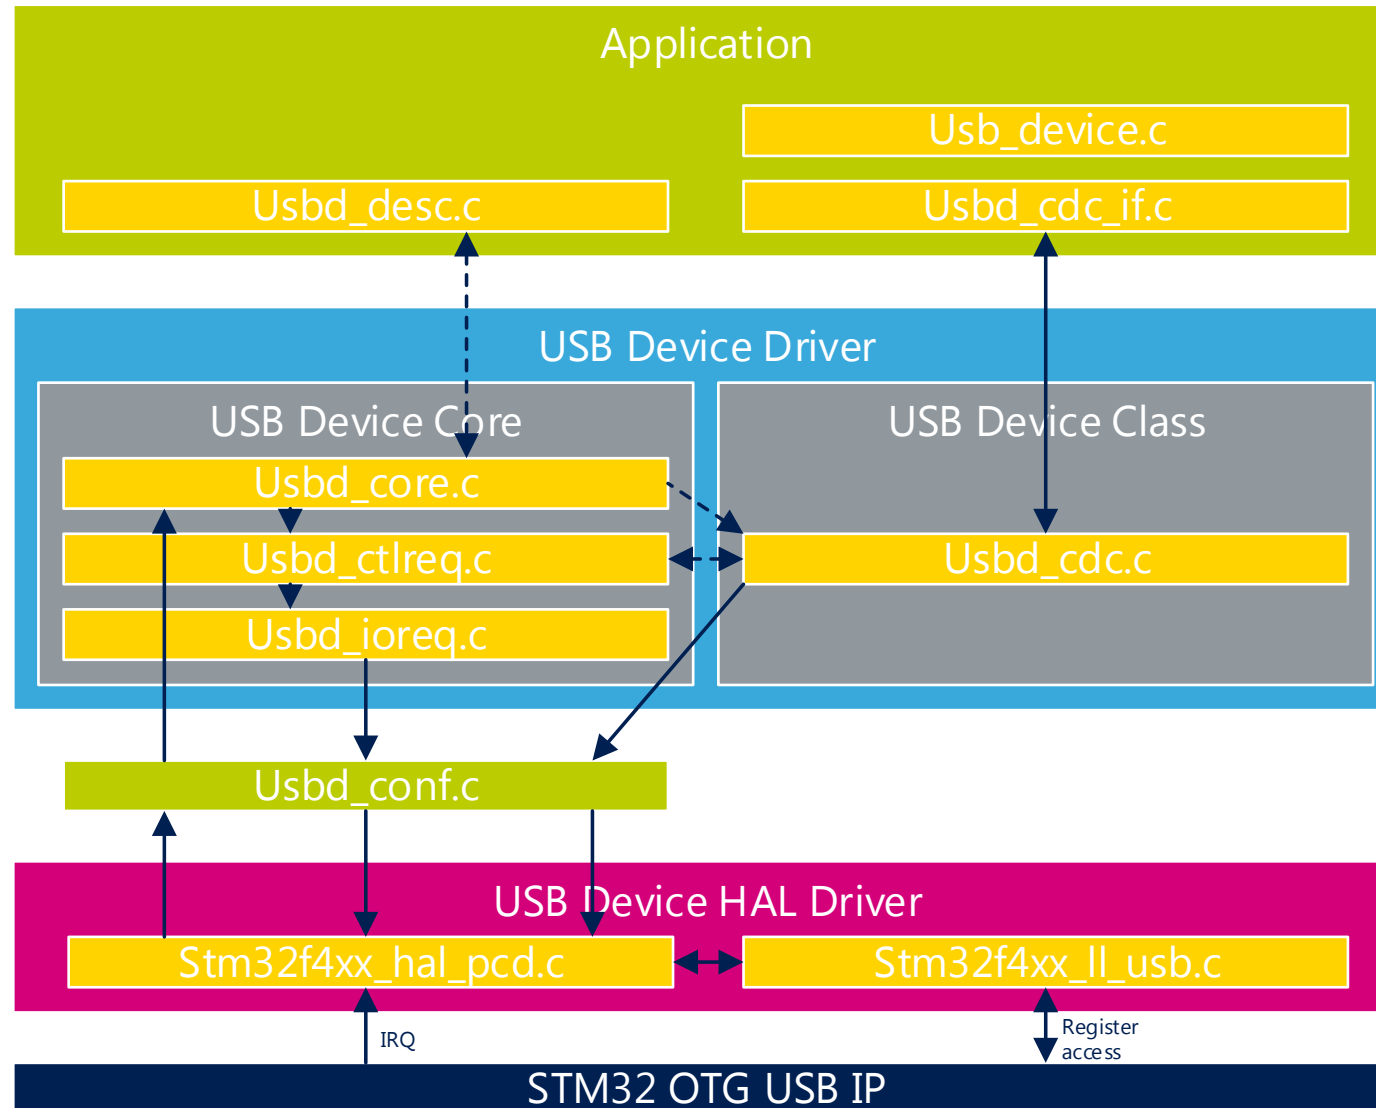 Application
Usb_device.c
Usbd_desc.c
Usbd_cdc_if.c
USB Device Driver
USB Device Core
USB Device Class
Usbd_core.c
Usbd_ctlreq.c
Usbd_cdc.c
Usbd_ioreq.c
Usbd_conf.c
USB Device HAL Driver
Stm32f4xx_hal_pcd.c
Stm32f4xx_ll_usb.c
IRQ
Register
access
STM32 OTG USB IP